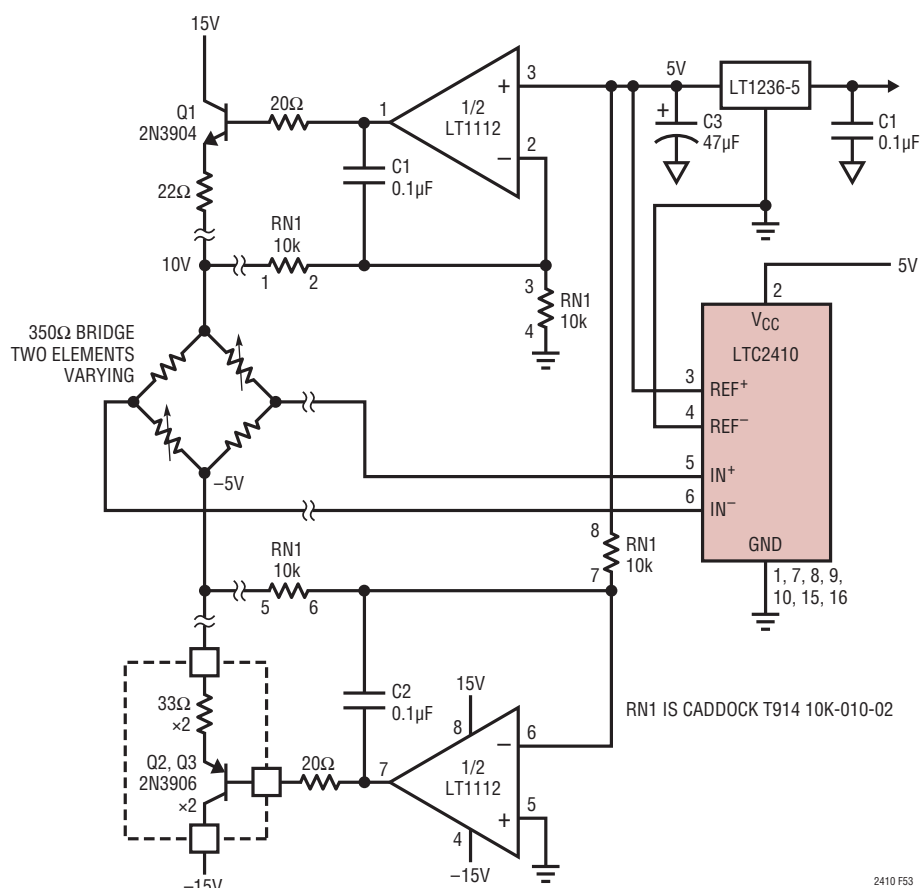 15V
Q1
2N3904
20Ω
1
1/2
LT1112
+
3
−
2
5V
LT1236-5
+
C3
47µF
C1
0.1µF
22Ω
C1
0.1µF
RN1
10k
10V
1
2
3
4
RN1
10k
5V
2
VCC
LTC2410
350Ω BRIDGE
TWO ELEMENTS
VARYING
3
REF+
4
REF−
5
IN+
6
IN−
GND
1, 7, 8, 9,
10, 15, 16
−5V
8
RN1
10k
7
RN1
10k
5
6
C2
0.1µF
15V
8
RN1 IS CADDOCK T914 10K-010-02
33Ω
×2
Q2, Q3
2N3906
×2
20Ω
7
1/2
LT1112
−
6
+
5
4
−15V
−15V
2410 F53